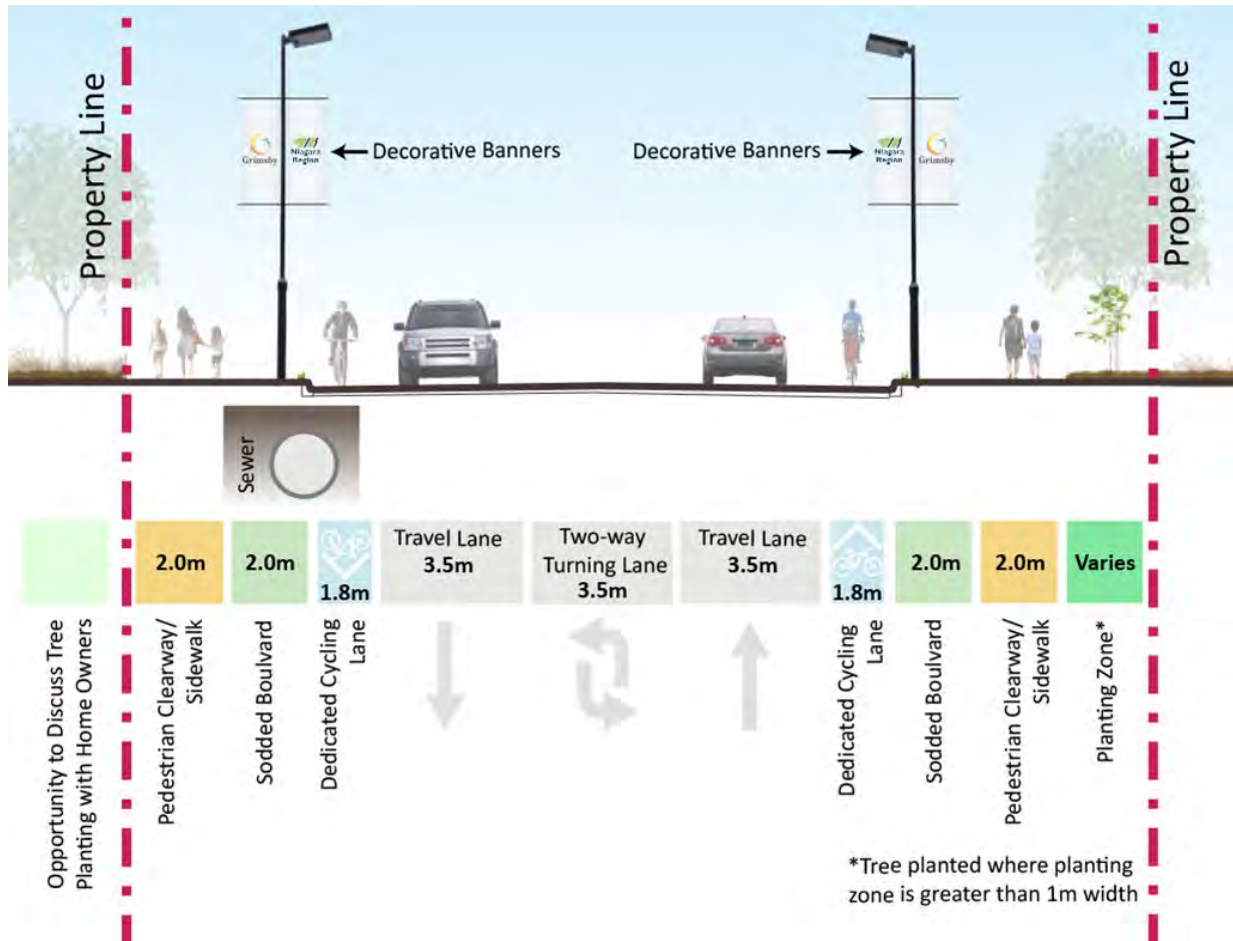 Property Line
Grimsby
Niagara
Region
Decorative Banners
Decorative Banners
Niagara
Region
Grimsby
Property Line
Sewer
2.0m
2.0m
1.8m
Travel Lane
3.5m
Two-way
Turning Lane
3.5m
Travel Lane
3.5m
1.8m
2.0m
2.0m
Varies
Opportunity to Discuss Tree
Planting with Home Owners
Pedestrian Clearway/
Sidewalk
Sodded Boulvard
Dedicated Cycling
Lane
Dedicated Cycling
Lane
Sodded Boulvard
Pedestrian Clearway/
Sidewalk
Planting Zone*
*Tree planted where planting
zone is greater than 1m width